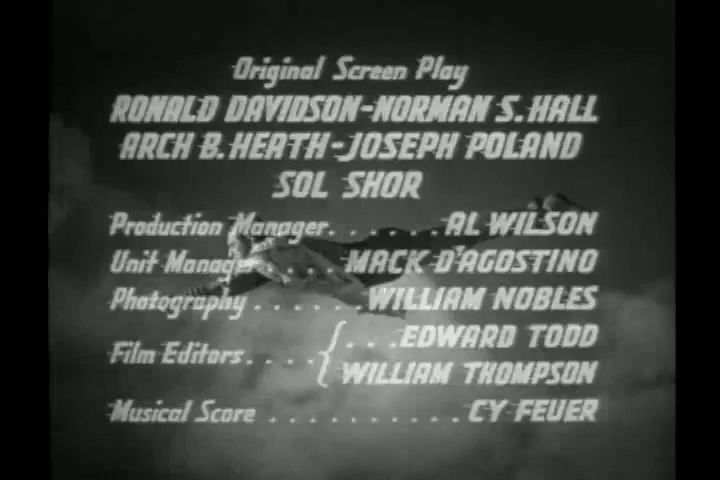 Original Screen Play
RONALD DAVIDSON-NORMAN S. HALL
ARCH B. HEATH-JOSEPH POLAND
SOL SHOR
Production Manager. . . . . . AL WILSON
Unit Manager . . . . MACK D'AGOSTINO
Photography . . . . . . WILLIAM NOBLES
Film Editors. . . . { . . . EDWARD TODD
WILLIAM THOMPSON
Musical Score . . . . . . . . . . CY FEUER